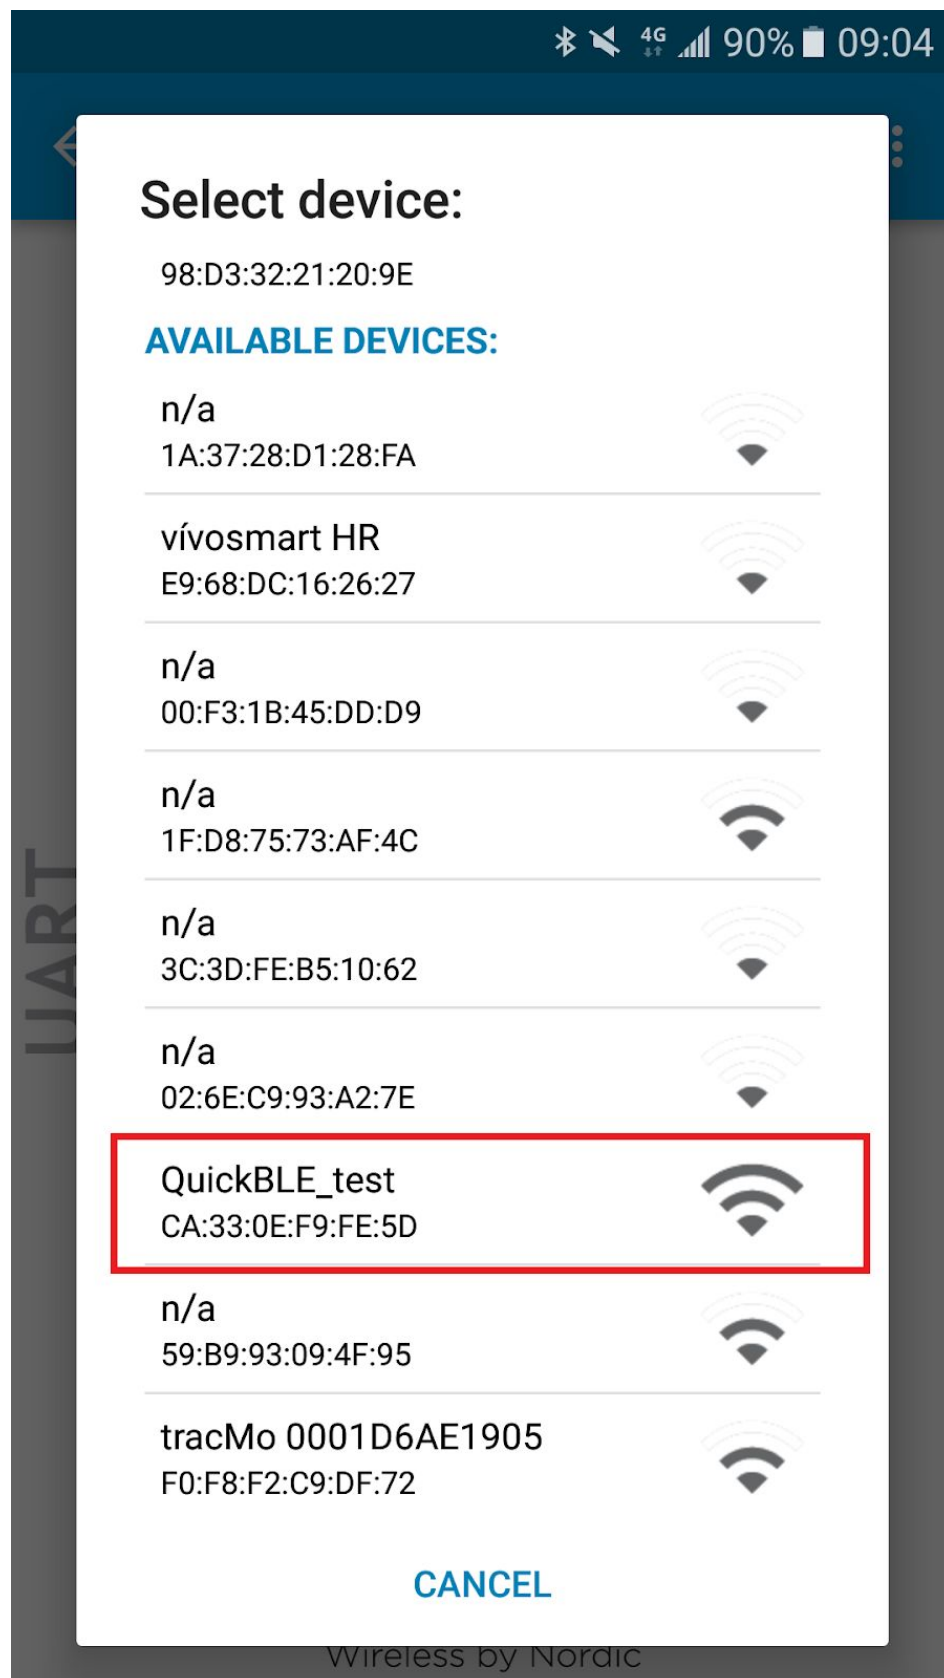 4G 90% 09:04
Select device:
98:D3:32:21:20:9E
AVAILABLE DEVICES:
n/a
1A:37:28:D1:28:FA
vívosmart HR
E9:68:DC:16:26:27
n/a
00:F3:1B:45:DD:D9
n/a
1F:D8:75:73:AF:4C
n/a
3C:3D:FE:B5:10:62
n/a
02:6E:C9:93:A2:7E
QuickBLE_test
CA:33:0E:F9:FE:5D
n/a
59:B9:93:09:4F:95
tracMo 0001D6AE1905
F0:F8:F2:C9:DF:72
CANCEL
UART
Wireless by Nordic